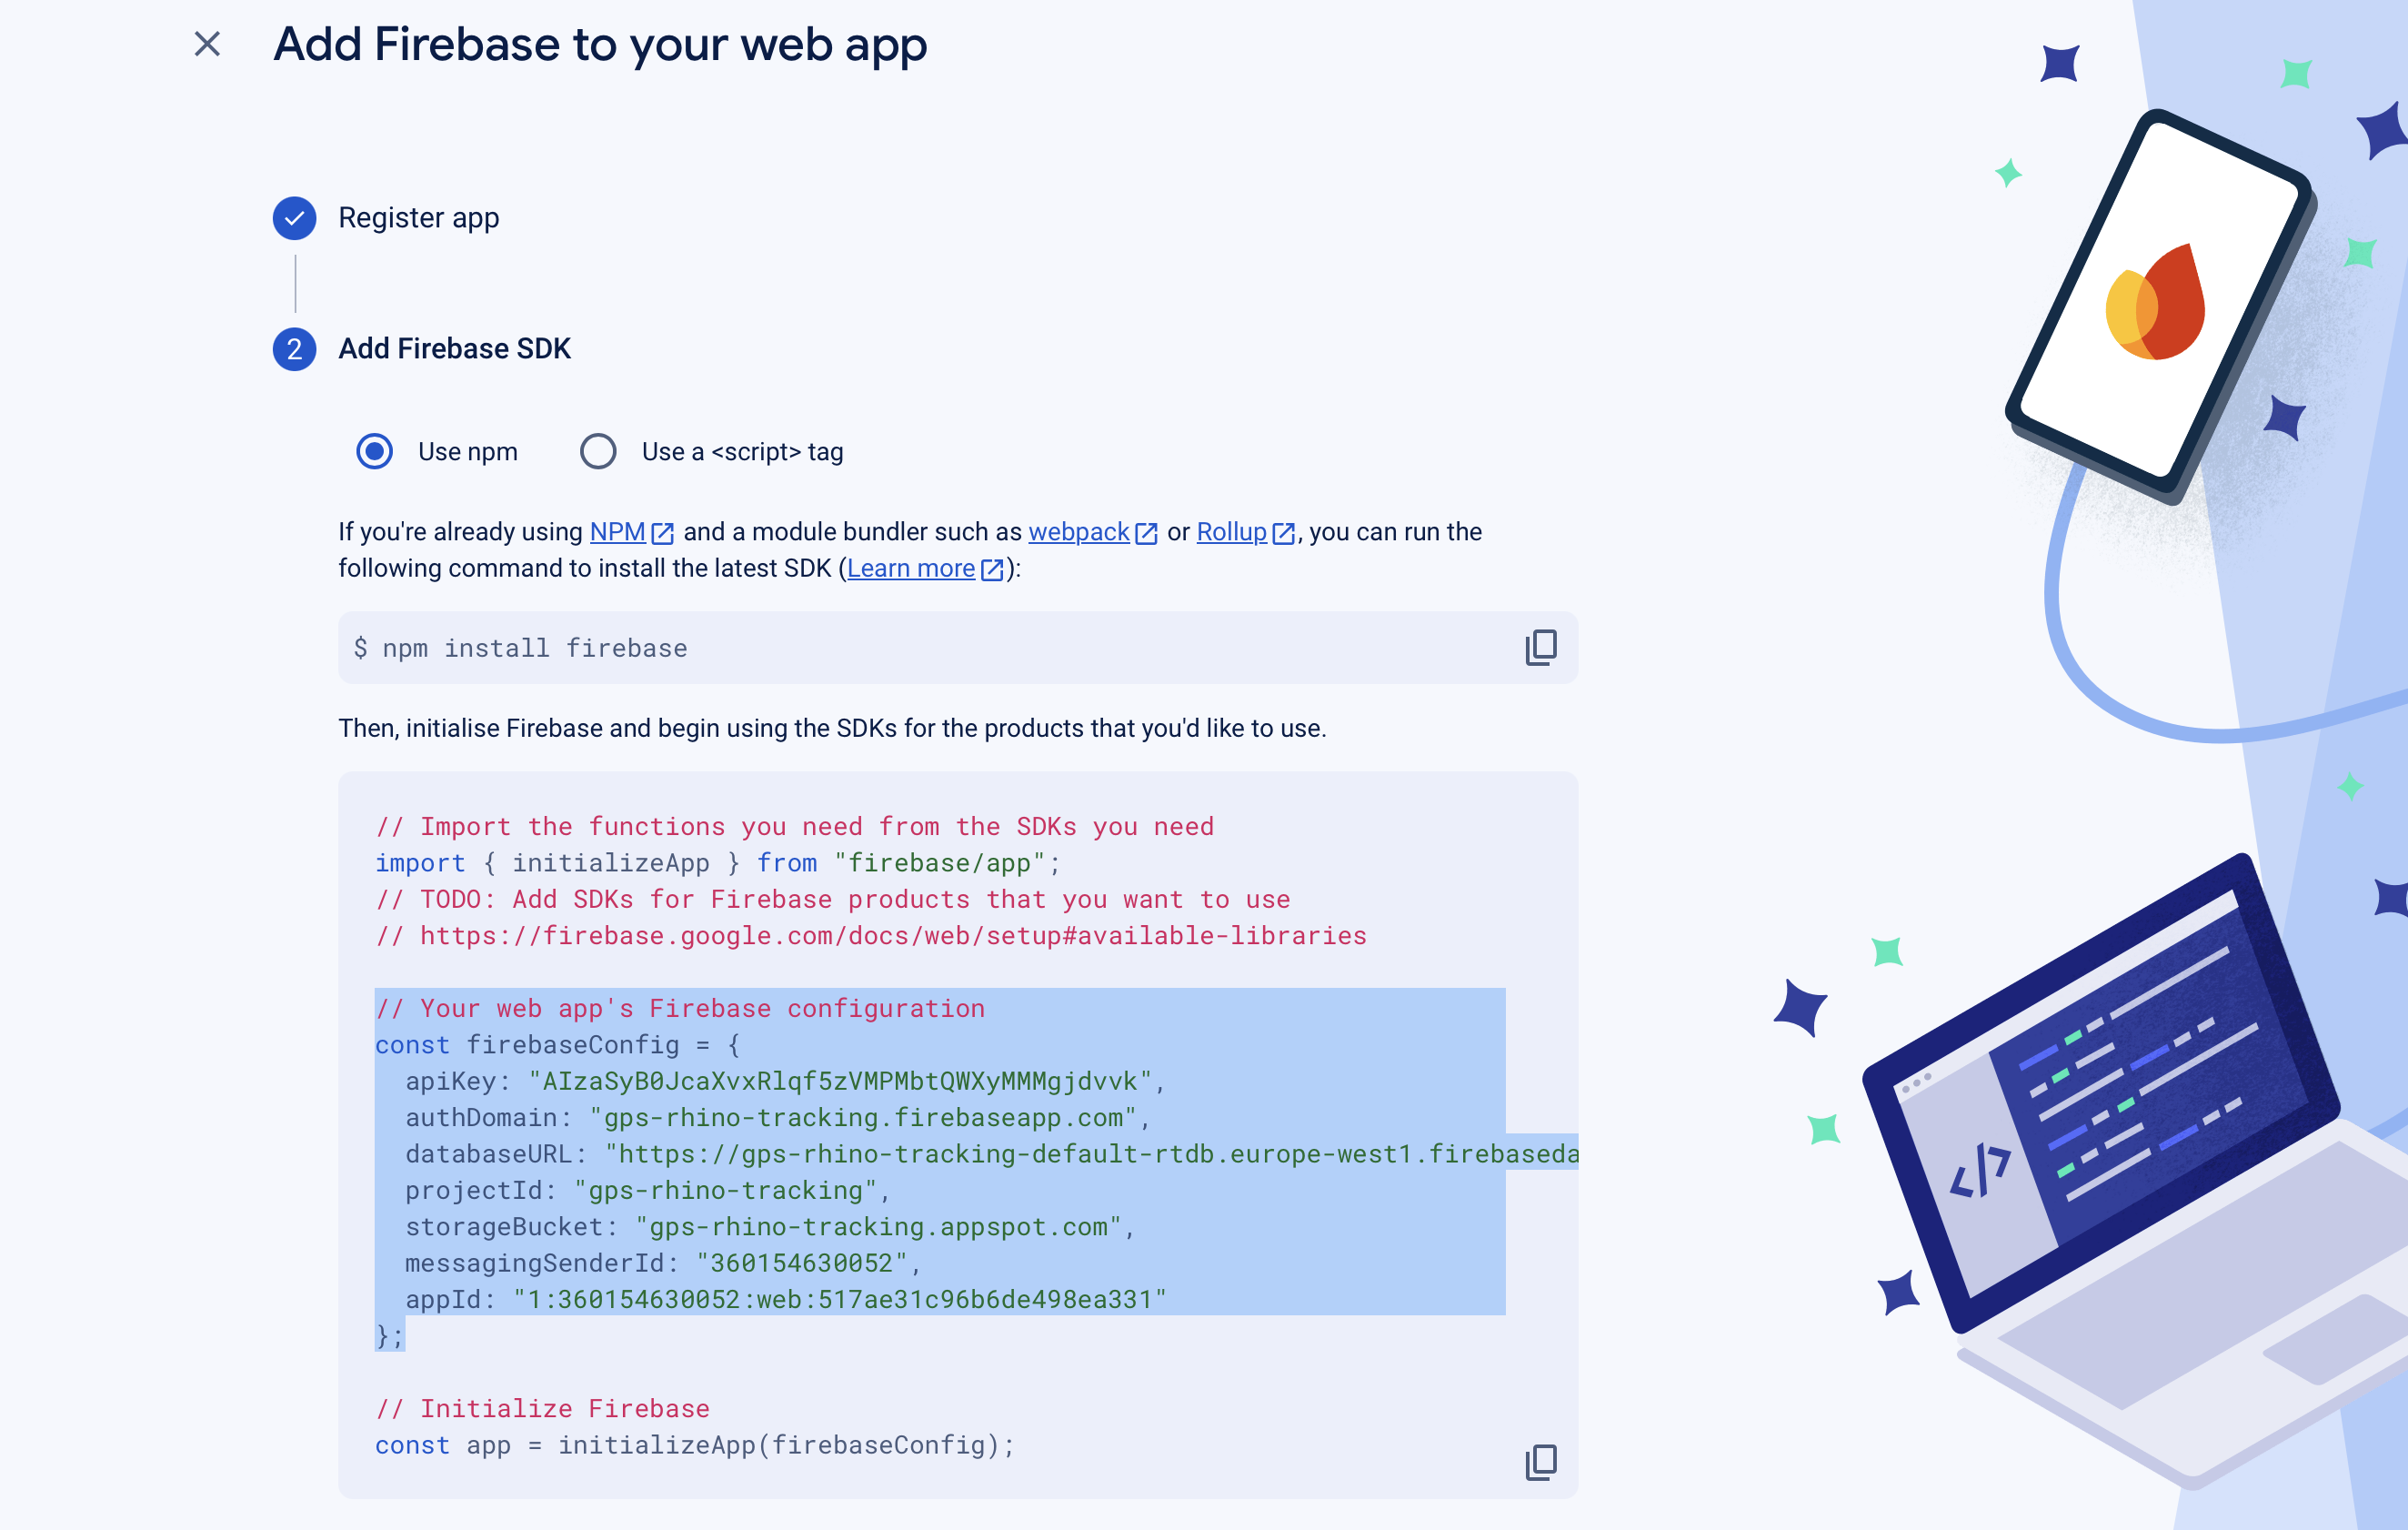 Add Firebase to your web app
Register app
2 Add Firebase SDK
Use npm Use a <script> tag
If you're already using NPM and a module bundler such as webpack or Rollup, you can run the
following command to install the latest SDK (Learn more):
$ npm install firebase
Then, initialise Firebase and begin using the SDKs for the products that you'd like to use.
// Import the functions you need from the SDKs you need
import { initializeApp } from "firebase/app";
// TODO: Add SDKs for Firebase products that you want to use
// https://firebase.google.com/docs/web/setup#available-libraries
// Your web app's Firebase configuration
const firebaseConfig = {
apiKey: "AIzaSyB0JcaXvxRlqf5zVMPMbtQWXyMMMgjdvvk",
authDomain: "gps-rhino-tracking.firebaseapp.com",
databaseURL: "https://gps-rhino-tracking-default-rtdb.europe-west1.firebaseda
projectId: "gps-rhino-tracking",
storageBucket: "gps-rhino-tracking.appspot.com",
messagingSenderId: "360154630052",
appId: "1:360154630052:web:517ae31c96b6de498ea331"
};
// Initialize Firebase
const app = initializeApp(firebaseConfig);
</>